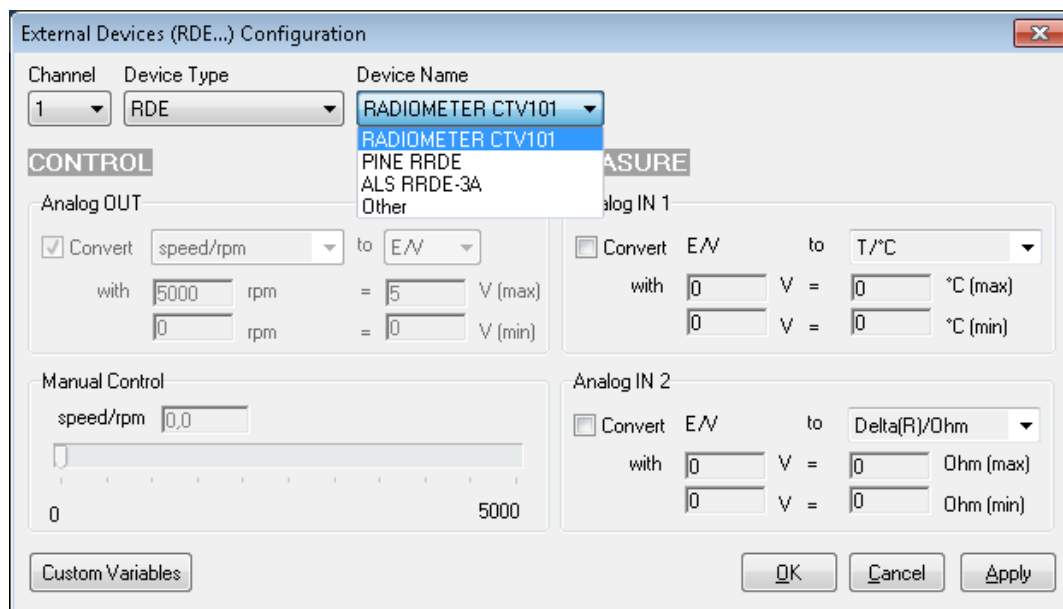 External Devices (RDE...) Configuration
Channel Device Type Device Name
1 RDE RADIOMETER CTV101
RADIOMETER CTV101
PINE RRDE
ALS RRDE-3A
Other
CONTROL
ASURE
Analog OUT
Convert speed/rpm to E/V
with 5000 rpm = 5 V (max)
0 rpm = 0 V (min)
alog IN 1
Convert E/V to T/°C
with 0 V = 0 °C (max)
0 V = 0 °C (min)
Manual Control
speed/rpm 0,0
0 5000
Analog IN 2
Convert E/V to Delta(R)/Ohm
with 0 V = 0 Ohm (max)
0 V = 0 Ohm (min)
Custom Variables OK Cancel Apply